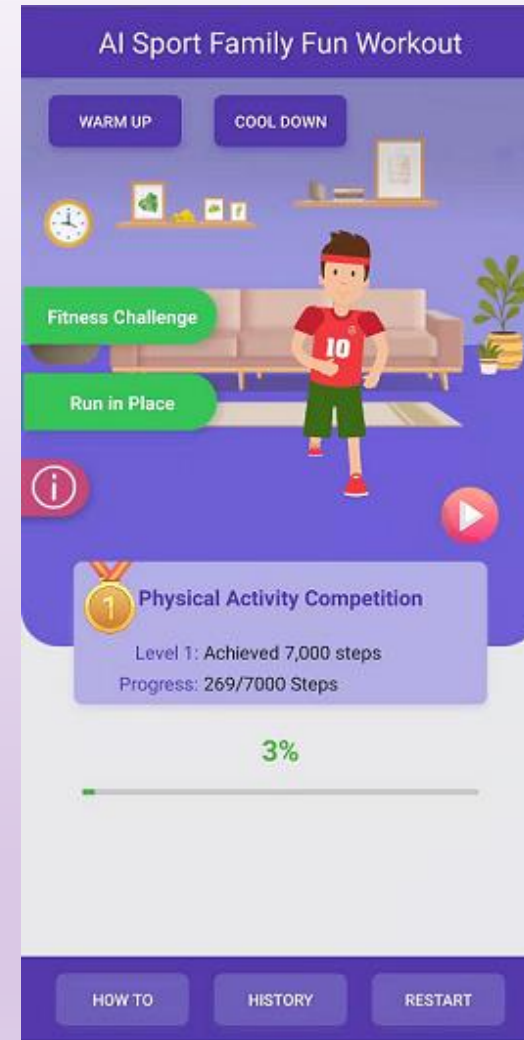 AI Sport Family Fun Workout
WARM UP
COOL DOWN
Fitness Challenge
10
Run in Place
i
1
Physical Activity Competition
Level 1: Achieved 7,000 steps
Progress: 269/7000 Steps
3%
HOW TO
HISTORY
RESTART